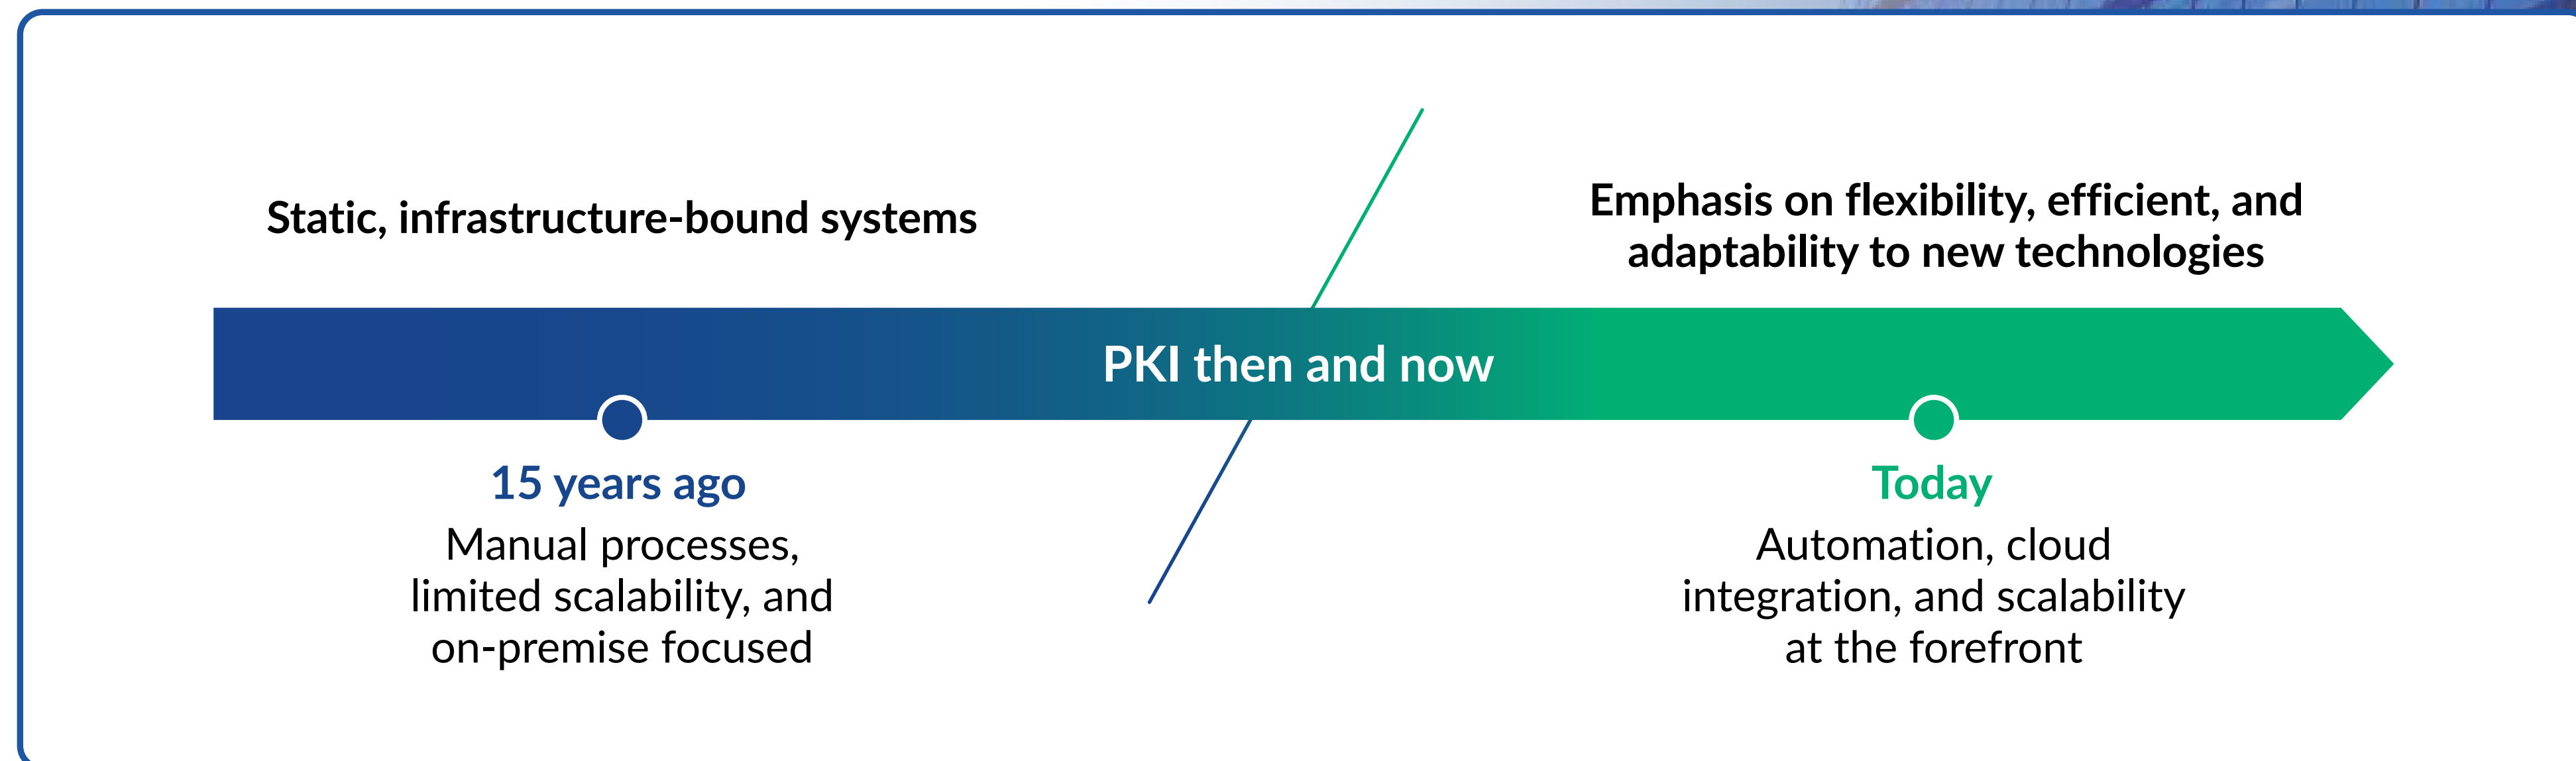 Static, infrastructure-bound systems
Emphasis on flexibility, efficient, and
adaptability to new technologies
PKI then and now
15 years ago
Manual processes,
limited scalability, and
on-premise focused
Today
Automation, cloud
integration, and scalability
at the forefront